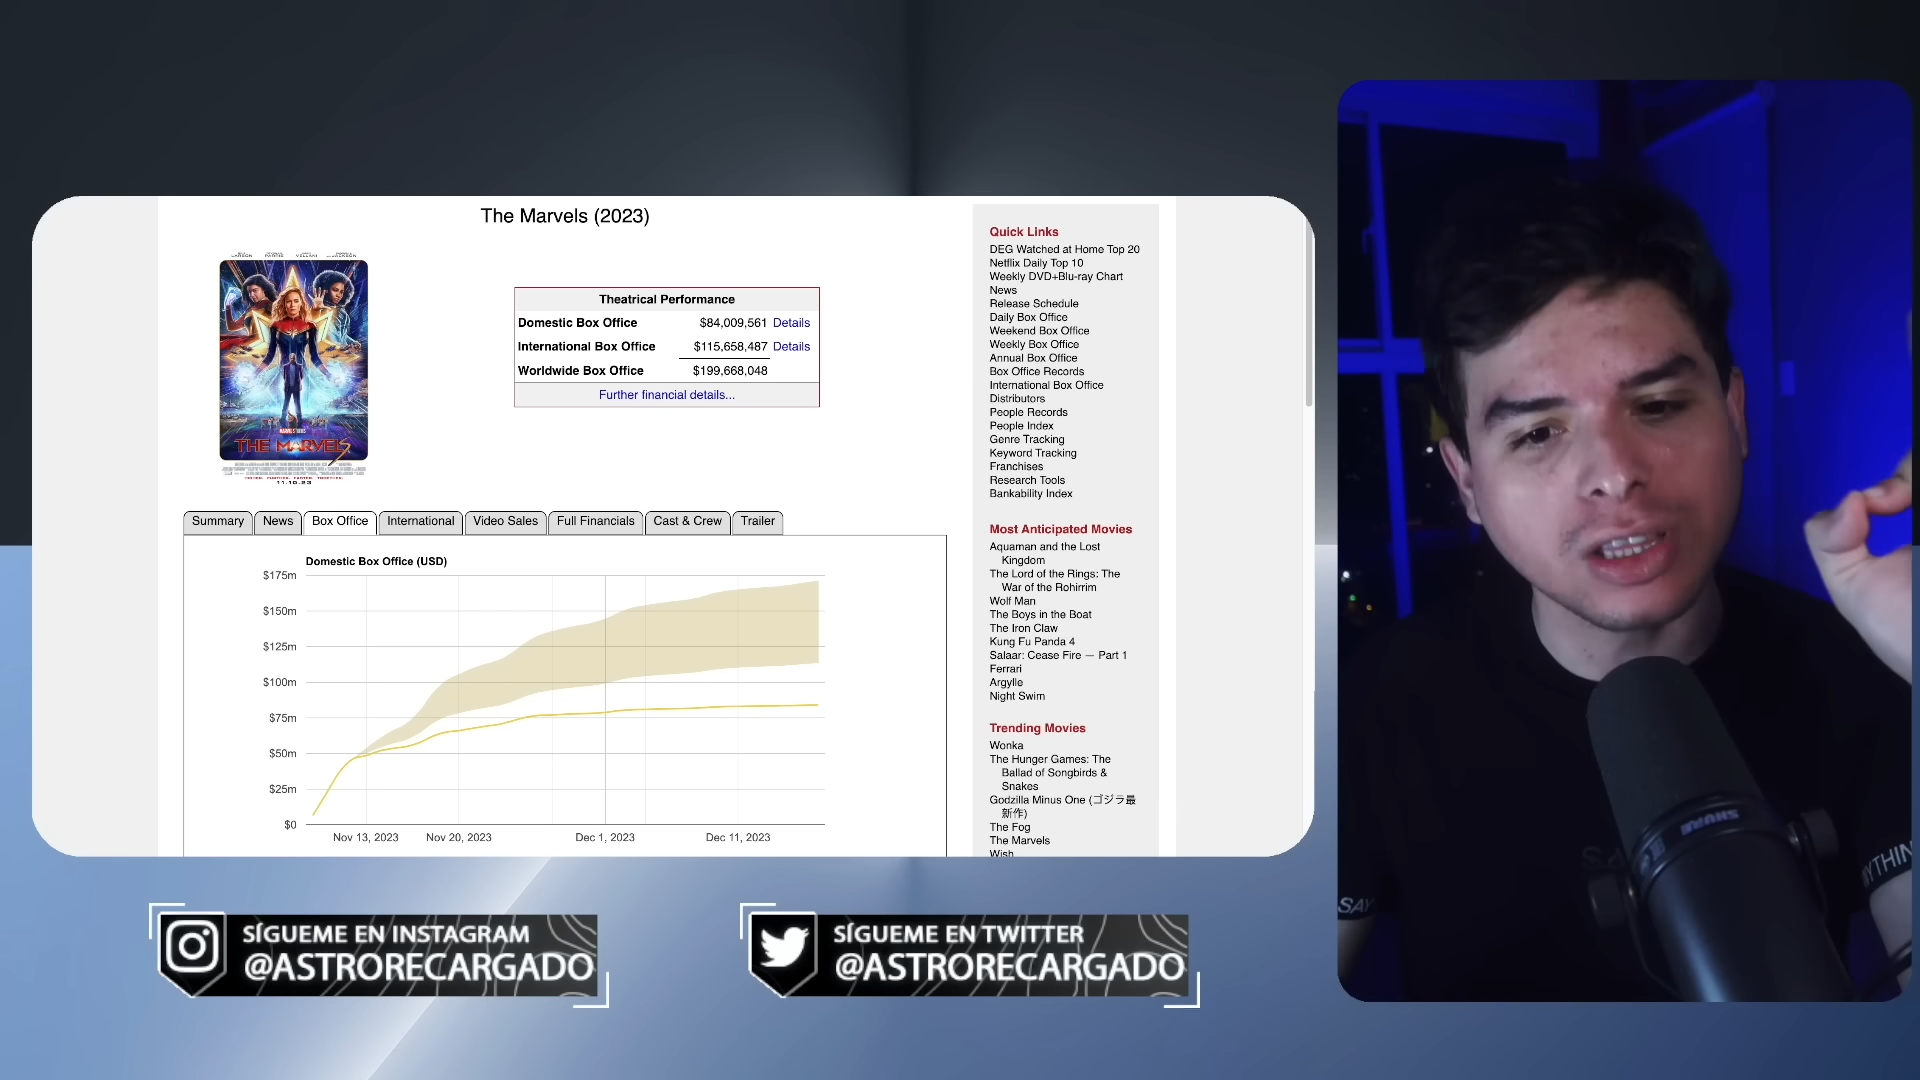 The Marvels (2023)
THE MARVELS
11.10.23
Theatrical Performance
Domestic Box Office $84,009,561 Details
International Box Office $115,658,487 Details
Worldwide Box Office $199,668,048
Further financial details...
Summary News Box Office International Video Sales Full Financials Cast & Crew Trailer
Domestic Box Office (USD)
$175m
$150m
$125m
$100m
$75m
$50m
$25m
$0
Nov 13, 2023 Nov 20, 2023 Dec 1, 2023 Dec 11, 2023
Quick Links
DEG Watched at Home Top 20
Netflix Daily Top 10
Weekly DVD+Blu-ray Chart
News
Release Schedule
Daily Box Office
Weekend Box Office
Weekly Box Office
Annual Box Office
Box Office Records
International Box Office
Distributors
People Records
People Index
Genre Tracking
Keyword Tracking
Franchises
Research Tools
Bankability Index
Most Anticipated Movies
Aquaman and the Lost
Kingdom
The Lord of the Rings: The
War of the Rohirrim
Wolf Man
The Boys in the Boat
The Iron Claw
Kung Fu Panda 4
Salaar: Cease Fire — Part 1
Ferrari
Argylle
Night Swim
Trending Movies
Wonka
The Hunger Games: The
Ballad of Songbirds &
Snakes
Godzilla Minus One (ゴジラ最
新作)
The Fog
The Marvels
Wish
SÍGUEME EN INSTAGRAM
@ASTRORECARGADO
SÍGUEME EN TWITTER
@ASTRORECARGADO
SHURE
SAY
YTHIN